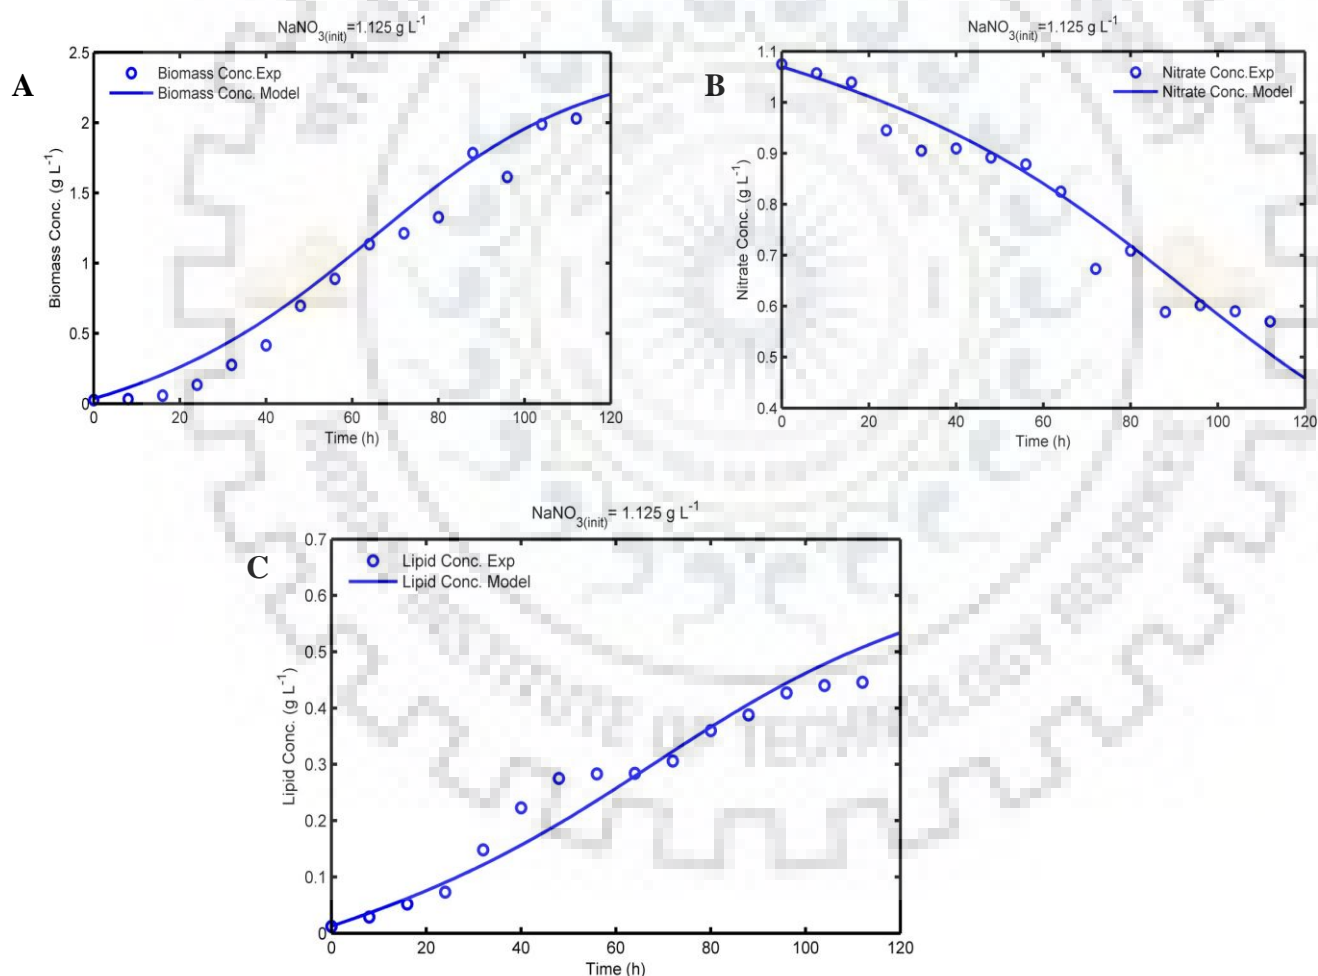 A
NaNO3(init)=1.125 g L-1
Biomass Conc.Exp
Biomass Conc. Model
Biomass Conc. (g L-1)
2.5
2
1.5
1
0.5
0
0 20 40 60 80 100 120
Time (h)
B
NaNO3(init)=1.125 g L-1
Nitrate Conc.Exp
Nitrate Conc. Model
Nitrate Conc. (g L-1)
1.1
1
0.9
0.8
0.7
0.6
0.5
0.4
0 20 40 60 80 100 120
Time (h)
C
NaNO3(init)= 1.125 g L-1
Lipid Conc. Exp
Lipid Conc. Model
Lipid Conc. (g L-1)
0.7
0.6
0.5
0.4
0.3
0.2
0.1
0
0 20 40 60 80 100 120
Time (h)